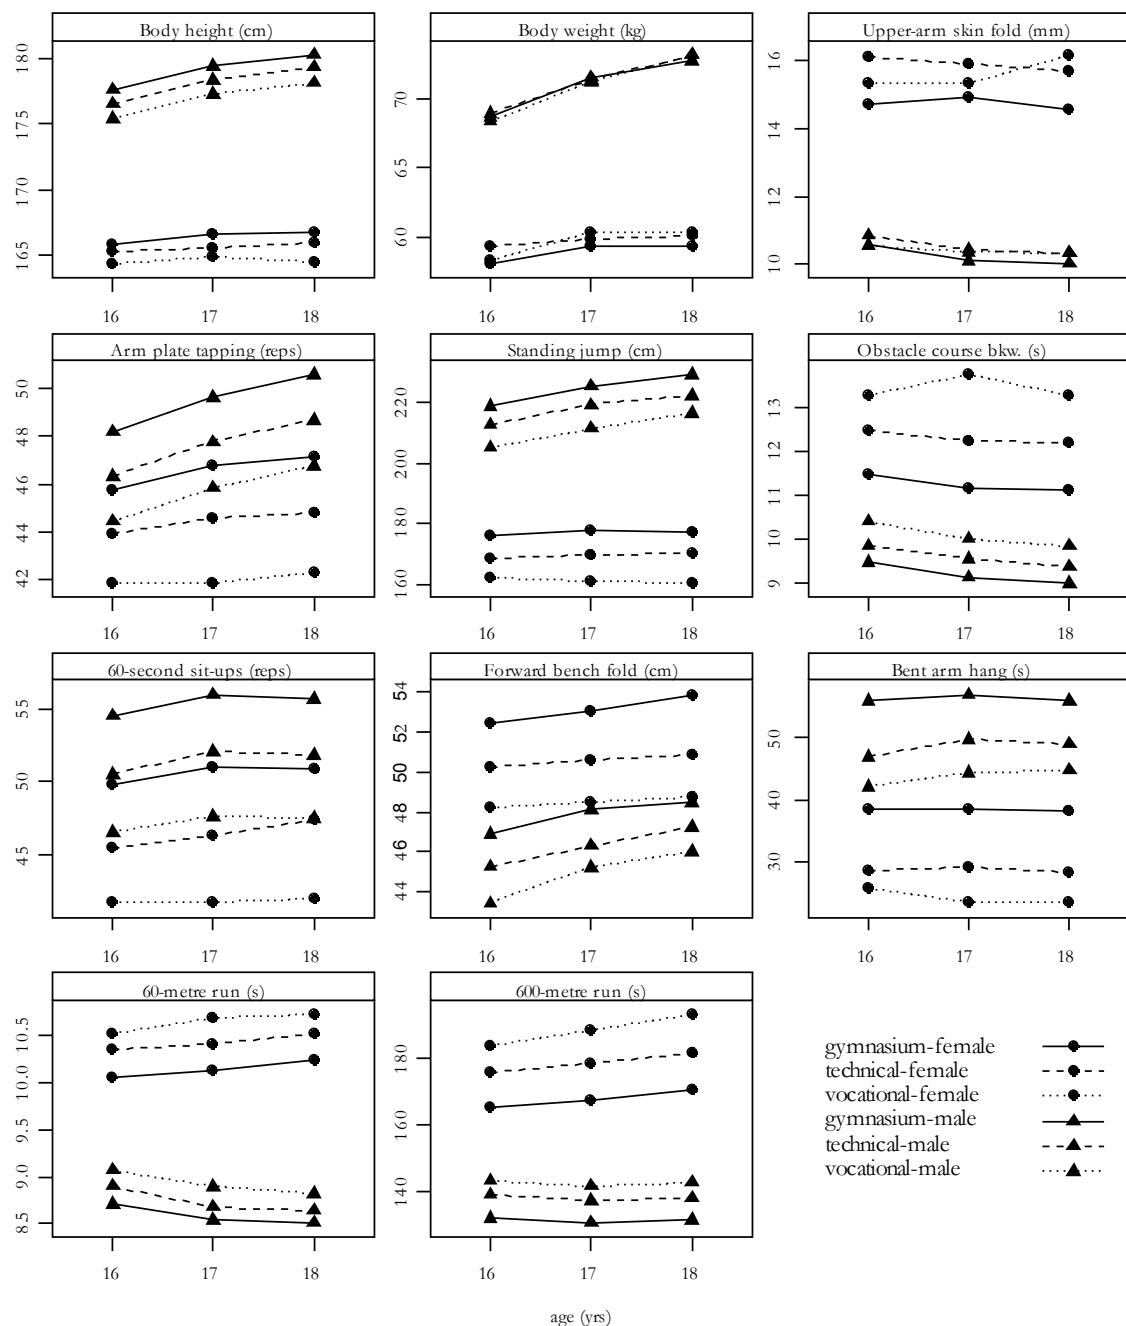 Body height (cm)
180
175
170
165
16 17 18
Body weight (kg)
70
65
60
16 17 18
Upper-arm skin fold (mm)
16
14
12
10
16 17 18
Arm plate tapping (reps)
50
48
46
44
42
16 17 18
Standing jump (cm)
220
200
180
160
16 17 18
Obstacle course bkw. (s)
13
12
11
10
9
16 17 18
60-second sit-ups (reps)
55
50
45
16 17 18
Forward bench fold (cm)
54
52
50
48
46
44
16 17 18
Bent arm hang (s)
50
40
30
16 17 18
60-metre run (s)
10.5
10.0
9.5
9.0
8.5
16 17 18
600-metre run (s)
180
160
140
16 17 18
gymnasium-female
technical-female
vocational-female
gymnasium-male
technical-male
vocational-male
age (yrs)